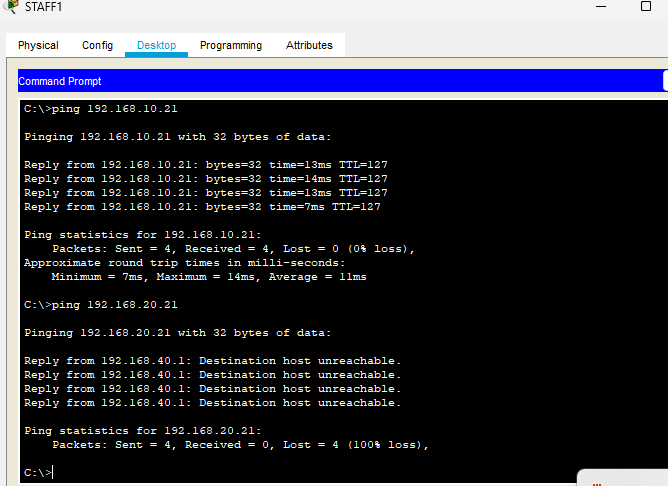 STAFF1
Physical Config Desktop Programming Attributes
Command Prompt
C:\>ping 192.168.10.21
Pinging 192.168.10.21 with 32 bytes of data:
Reply from 192.168.10.21: bytes=32 time=13ms TTL=127
Reply from 192.168.10.21: bytes=32 time=14ms TTL=127
Reply from 192.168.10.21: bytes=32 time=13ms TTL=127
Reply from 192.168.10.21: bytes=32 time=7ms TTL=127
Ping statistics for 192.168.10.21:
Packets: Sent = 4, Received = 4, Lost = 0 (0% loss),
Approximate round trip times in milli-seconds:
Minimum = 7ms, Maximum = 14ms, Average = 11ms
C:\>ping 192.168.20.21
Pinging 192.168.20.21 with 32 bytes of data:
Reply from 192.168.40.1: Destination host unreachable.
Reply from 192.168.40.1: Destination host unreachable.
Reply from 192.168.40.1: Destination host unreachable.
Reply from 192.168.40.1: Destination host unreachable.
Ping statistics for 192.168.20.21:
Packets: Sent = 4, Received = 0, Lost = 4 (100% loss),
C:\>